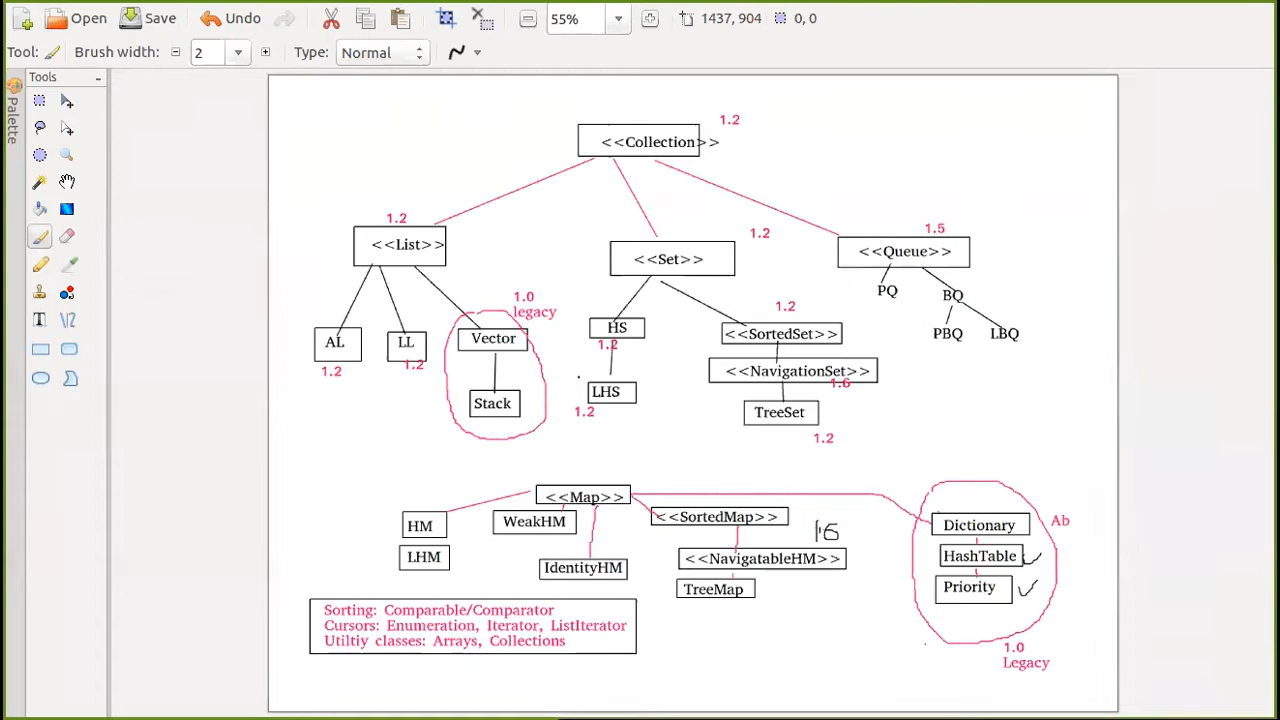 Open Save Undo 55% 1437, 904 0, 0
Tool: Brush width: 2 Type: Normal
Palette
Tools
1.2
<<Collection>>
1.2
<<List>>
1.2
<<Set>>
1.5
<<Queue>>
PQ BQ
PBQ LBQ
1.0
legacy
AL
1.2
LL
1.2
Vector
Stack
HS
1.2
LHS
1.2
1.2
<<SortedSet>>
<<NavigationSet>>
1.6
TreeSet
1.2
<<Map>>
HM
LHM
WeakHM
IdentityHM
<<SortedMap>>
1.6
<<NavigatableHM>>
TreeMap
Dictionary
Ab
HashTable
Priority
1.0
Legacy
Sorting: Comparable/Comparator
Cursors: Enumeration, Iterator, ListIterator
Utiltiy classes: Arrays, Collections